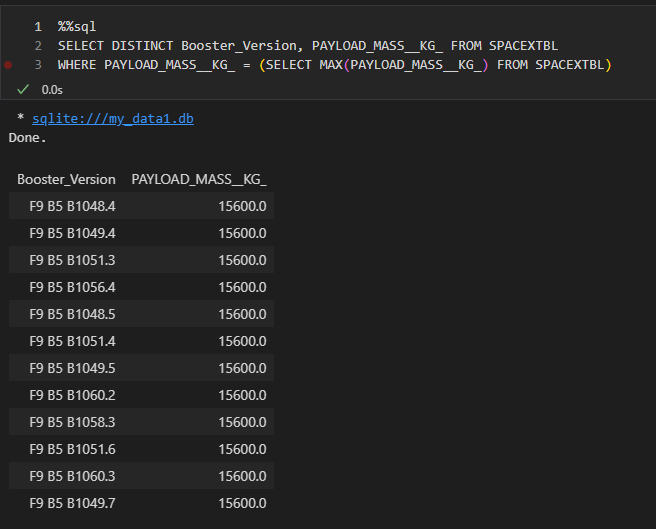 1 %%sql
2 SELECT DISTINCT Booster_Version, PAYLOAD_MASS__KG_ FROM SPACEXTBL
3 WHERE PAYLOAD_MASS__KG_ = (SELECT MAX(PAYLOAD_MASS__KG_) FROM SPACEXTBL)
✓ 0.0s
* sqlite:///my_data1.db
Done.
Booster_Version PAYLOAD_MASS__KG_
F9 B5 B1048.4 15600.0
F9 B5 B1049.4 15600.0
F9 B5 B1051.3 15600.0
F9 B5 B1056.4 15600.0
F9 B5 B1048.5 15600.0
F9 B5 B1051.4 15600.0
F9 B5 B1049.5 15600.0
F9 B5 B1060.2 15600.0
F9 B5 B1058.3 15600.0
F9 B5 B1051.6 15600.0
F9 B5 B1060.3 15600.0
F9 B5 B1049.7 15600.0